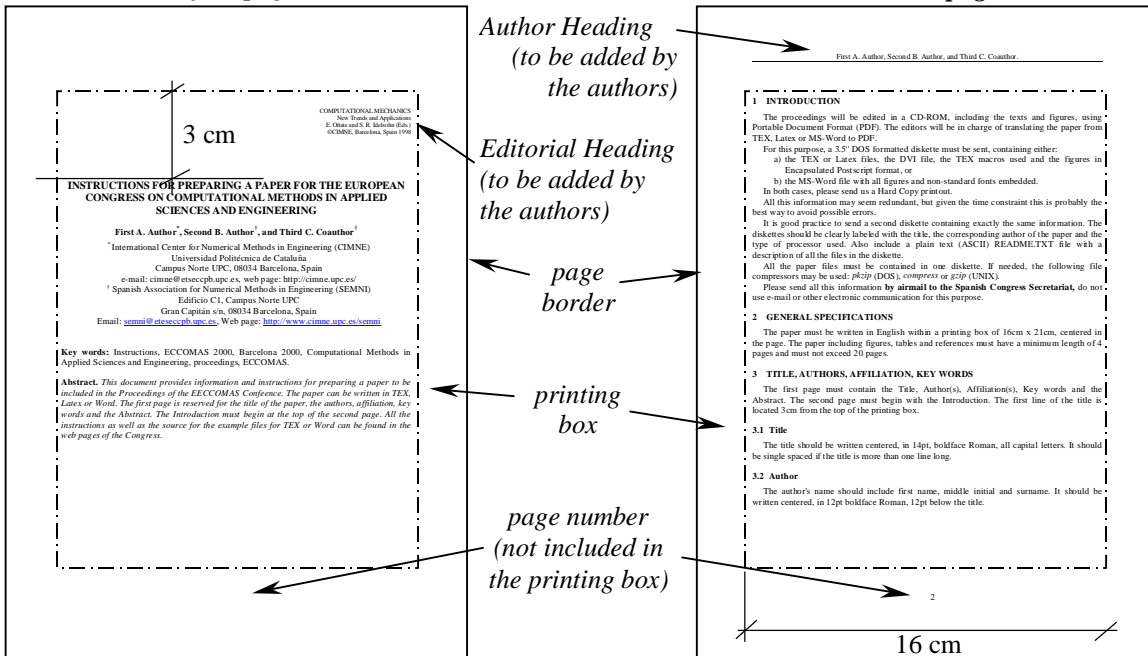 COMPUTATIONAL MECHANICS
New Trends and Applications
E. Oñate and S. R. Idelsohn (Eds.)
©CIMNE, Barcelona, Spain 1998
3 cm
INSTRUCTIONS FOR PREPARING A PAPER FOR THE EUROPEAN
CONGRESS ON COMPUTATIONAL METHODS IN APPLIED
SCIENCES AND ENGINEERING
First A. Author*, Second B. Author†, and Third C. Coauthor†
* International Center for Numerical Methods in Engineering (CIMNE)
Universidad Politécnica de Cataluña
Campus Norte UPC, 08034 Barcelona, Spain
e-mail: cimne@etseccpb.upc.es, web page: http://cimne.upc.es/
† Spanish Association for Numerical Methods in Engineering (SEMNI)
Edificio C1, Campus Norte UPC
Gran Capitán s/n, 08034 Barcelona, Spain
Email: semni@eteseccpb.upc.es, Web page: http://www.cimne.upc.es/semni
Key words: Instructions, ECCOMAS 2000, Barcelona 2000, Computational Methods in
Applied Sciences and Engineering, proceedings, ECCOMAS.
Abstract. This document provides information and instructions for preparing a paper to be
included in the Proceedings of the EECCOMAS Confeence. The paper can be written in TEX,
Latex or Word. The first page is reserved for the title of the paper, the authors, affiliation, key
words and the Abstract. The Introduction must begin at the top of the second page. All the
instructions as well as the source for the example files for TEX or Word can be found in the
web pages of the Congress.
Author Heading
(to be added by
the authors)
Editorial Heading
(to be added by
the authors)
page
border
printing
box
page number
(not included in
the printing box)
First A. Author, Second B. Author, and Third C. Coauthor.
1 INTRODUCTION
The proceedings will be edited in a CD-ROM, including the texts and figures, using
Portable Document Format (PDF). The editors will be in charge of translating the paper from
TEX, Latex or MS-Word to PDF.
For this purpose, a 3.5" DOS formatted diskette must be sent, containing either:
a) the TEX or Latex files, the DVI file, the TEX macros used and the figures in
Encapsulated Postscript format, or
b) the MS-Word file with all figures and non-standard fonts embedded.
In both cases, please send us a Hard Copy printout.
All this information may seem redundant, but given the time constraint this is probably the
best way to avoid possible errors.
It is good practice to send a second diskette containing exactly the same information. The
diskettes should be clearly labeled with the title, the corresponding author of the paper and the
type of processor used. Also include a plain text (ASCII) README.TXT file with a
description of all the files in the diskette.
All the paper files must be contained in one diskette. If needed, the following file
compressors may be used: pkzip (DOS), compress or gzip (UNIX).
Please send all this information by airmail to the Spanish Congress Secretariat, do not
use e-mail or other electronic communication for this purpose.
2 GENERAL SPECIFICATIONS
The paper must be written in English within a printing box of 16cm x 21cm, centered in
the page. The paper including figures, tables and references must have a minimum length of 4
pages and must not exceed 20 pages.
3 TITLE, AUTHORS, AFFILIATION, KEY WORDS
The first page must contain the Title, Author(s), Affiliation(s), Key words and the
Abstract. The second page must begin with the Introduction. The first line of the title is
located 3cm from the top of the printing box.
3.1 Title
The title should be written centered, in 14pt, boldface Roman, all capital letters. It should
be single spaced if the title is more than one line long.
3.2 Author
The author's name should include first name, middle initial and surname. It should be
written centered, in 12pt boldface Roman, 12pt below the title.
2
16 cm